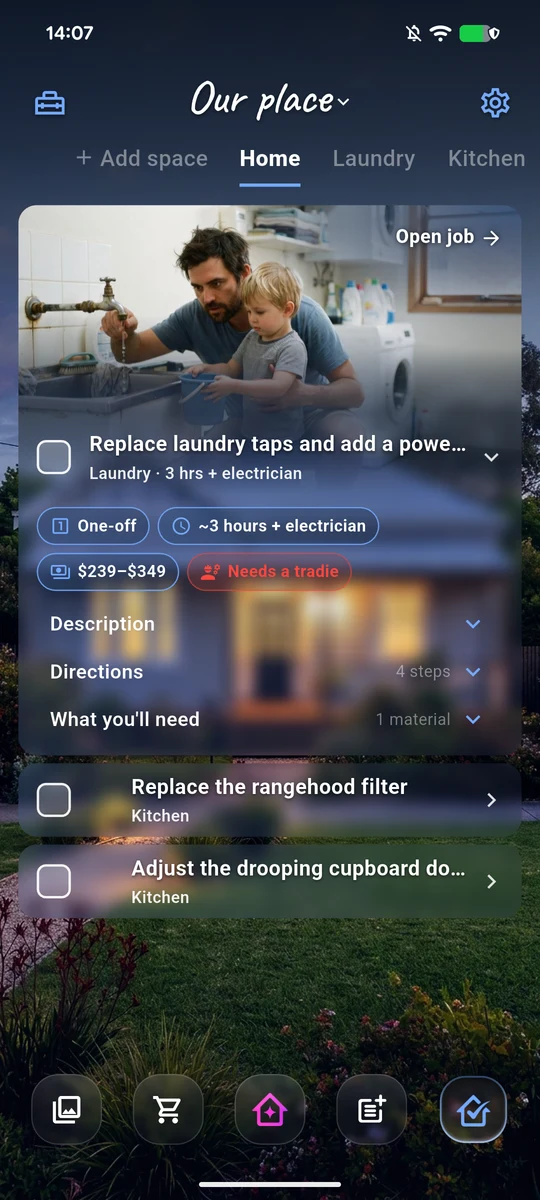 14:07
Our place
+ Add space Home Laundry Kitchen
Open job →
Replace laundry taps and add a powe...
Laundry · 3 hrs + electrician
1 One-off ~3 hours + electrician
$239–$349 Needs a tradie
Description
Directions 4 steps
What you'll need 1 material
Replace the rangehood filter
Kitchen
Adjust the drooping cupboard do...
Kitchen